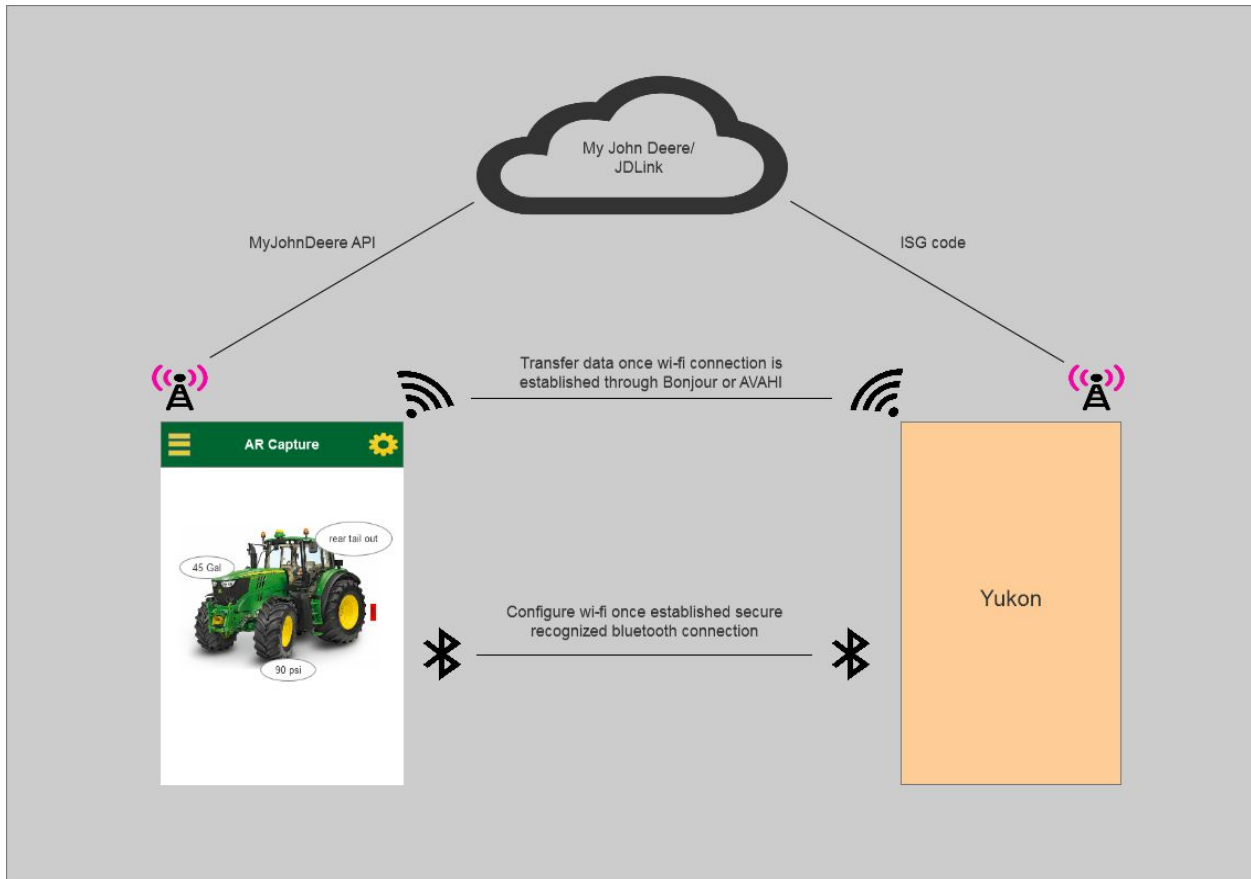 My John Deere/
JDLink
MyJohnDeere API
ISG code
Transfer data once wi-fi connection is
established through Bonjour or AVAHI
AR Capture
rear tail out
45 Gal
90 psi
Configure wi-fi once established secure
recognized bluetooth connection
Yukon